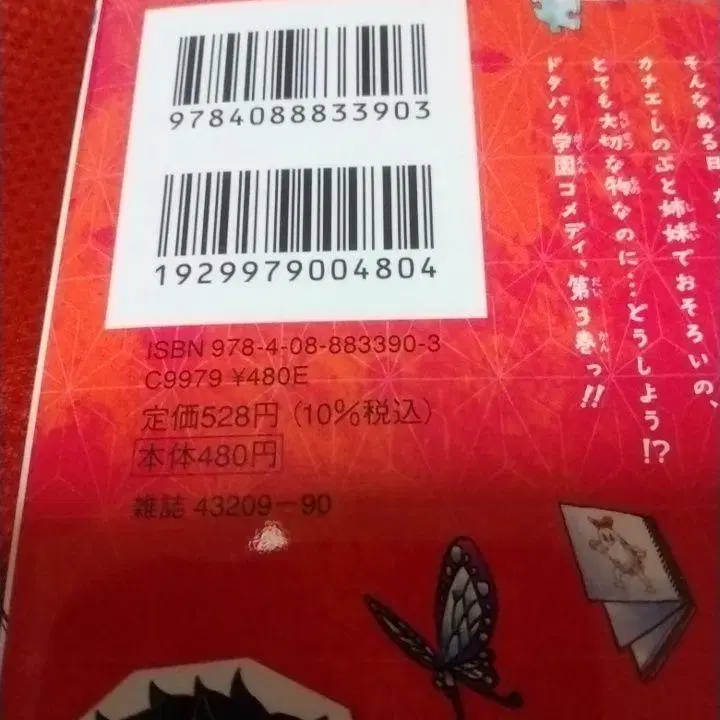 9784088833903
1929979004804
ISBN 978-4-08-883390-3
C9979 ¥480E
定価528円(10%税込)
本体480円
雑誌 43209-90
そんなある日
カナエ・しのぶと姉妹でおそろいの、
とても大切な物なのに…どうしよう!?
ドタバタ学園コメディ、第3巻っ!!